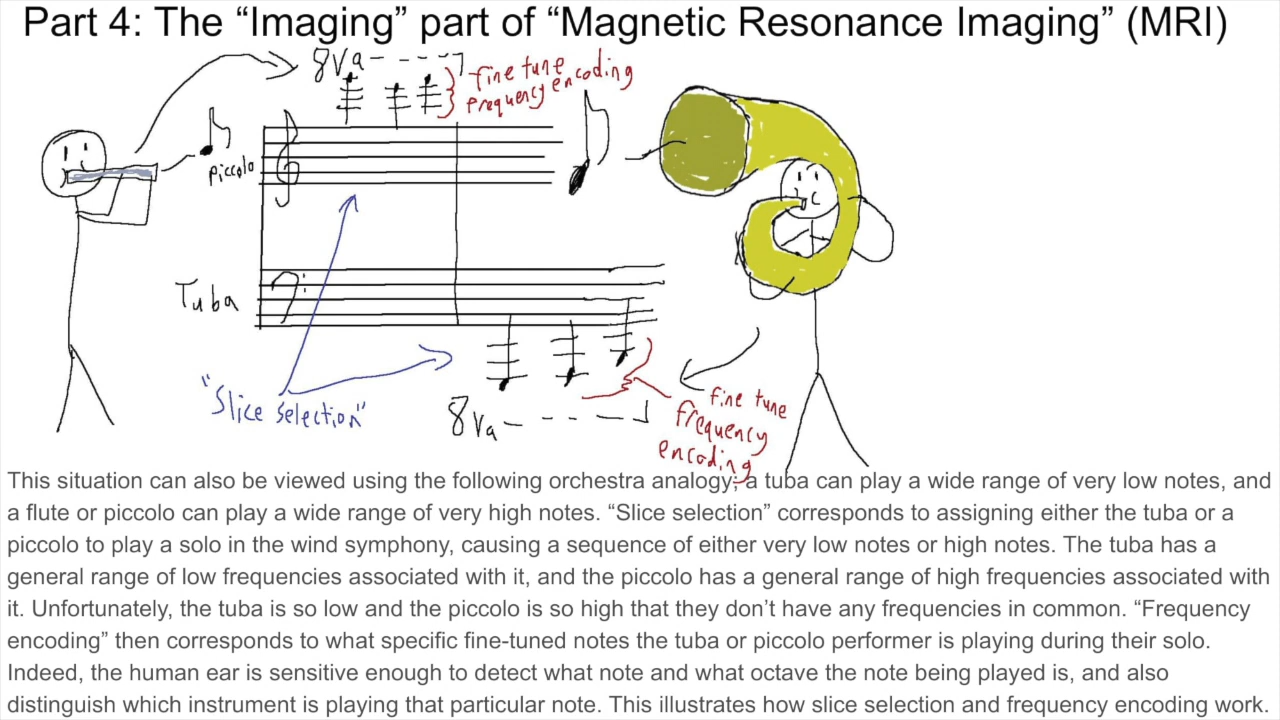 Part 4: The “Imaging” part of “Magnetic Resonance Imaging” (MRI)
8va
fine tune
frequency encoding
piccolo
Tuba
"Slice selection"
8va
fine tune
frequency
encoding
This situation can also be viewed using the following orchestra analogy; a tuba can play a wide range of very low notes, and
a flute or piccolo can play a wide range of very high notes. “Slice selection” corresponds to assigning either the tuba or a
piccolo to play a solo in the wind symphony, causing a sequence of either very low notes or high notes. The tuba has a
general range of low frequencies associated with it, and the piccolo has a general range of high frequencies associated with
it. Unfortunately, the tuba is so low and the piccolo is so high that they don’t have any frequencies in common. “Frequency
encoding” then corresponds to what specific fine-tuned notes the tuba or piccolo performer is playing during their solo.
Indeed, the human ear is sensitive enough to detect what note and what octave the note being played is, and also
distinguish which instrument is playing that particular note. This illustrates how slice selection and frequency encoding work.